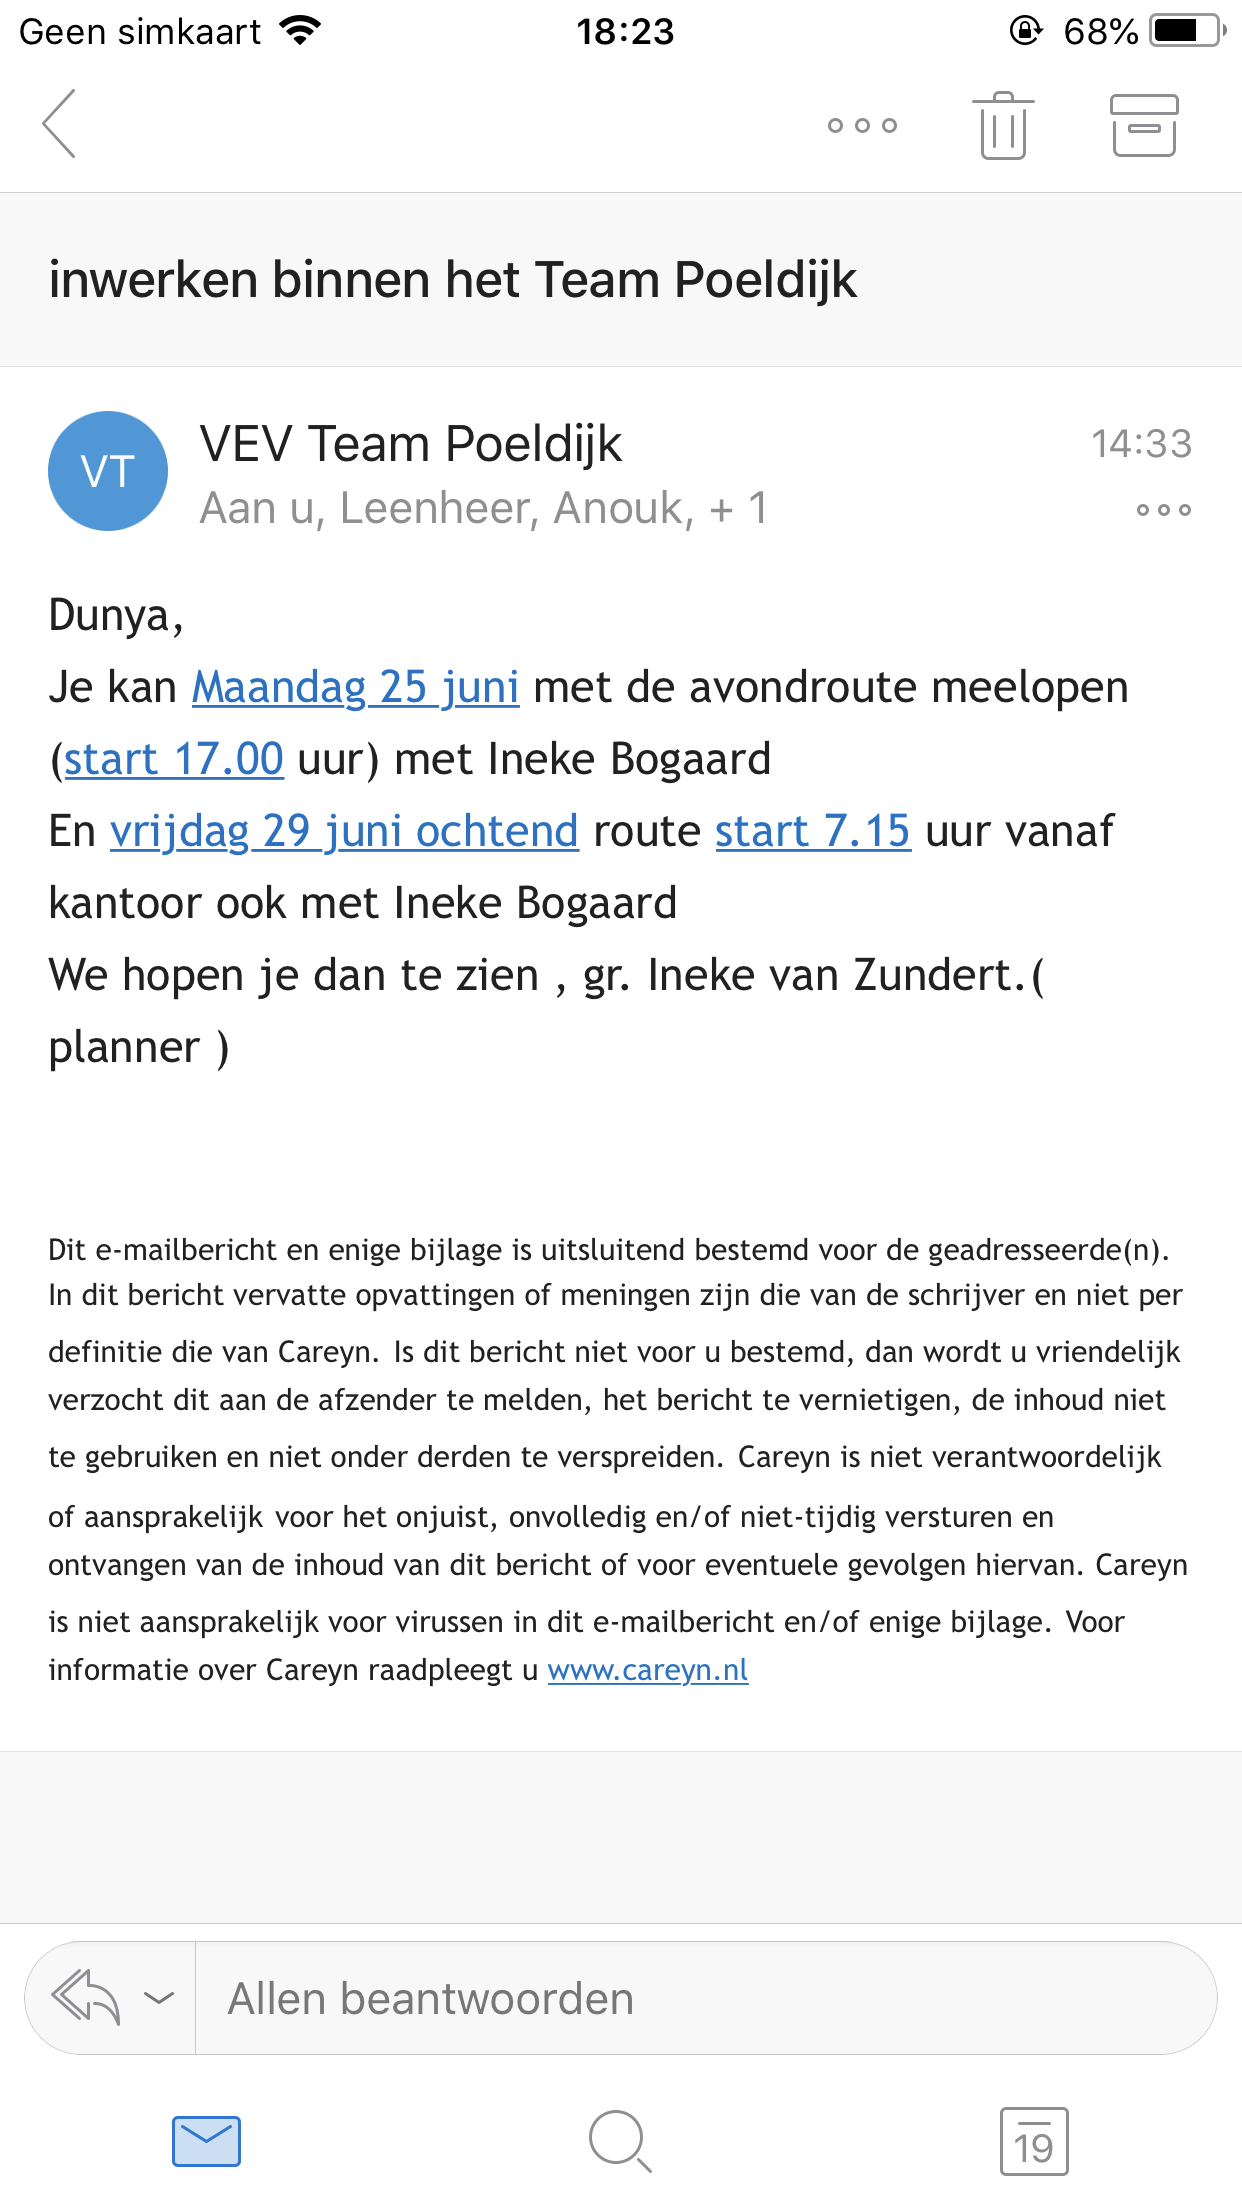 Geen simkaart 18:23 68%
inwerken binnen het Team Poeldijk
VT
VEV Team Poeldijk 14:33
Aan u, Leenheer, Anouk, + 1
Dunya,
Je kan Maandag 25 juni met de avondroute meelopen
(start 17.00 uur) met Ineke Bogaard
En vrijdag 29 juni ochtend route start 7.15 uur vanaf
kantoor ook met Ineke Bogaard
We hopen je dan te zien , gr. Ineke van Zundert.(
planner )
Dit e-mailbericht en enige bijlage is uitsluitend bestemd voor de geadresseerde(n).
In dit bericht vervatte opvattingen of meningen zijn die van de schrijver en niet per
definitie die van Careyn. Is dit bericht niet voor u bestemd, dan wordt u vriendelijk
verzocht dit aan de afzender te melden, het bericht te vernietigen, de inhoud niet
te gebruiken en niet onder derden te verspreiden. Careyn is niet verantwoordelijk
of aansprakelijk voor het onjuist, onvolledig en/of niet-tijdig versturen en
ontvangen van de inhoud van dit bericht of voor eventuele gevolgen hiervan. Careyn
is niet aansprakelijk voor virussen in dit e-mailbericht en/of enige bijlage. Voor
informatie over Careyn raadpleegt u www.careyn.nl
Allen beantwoorden
19